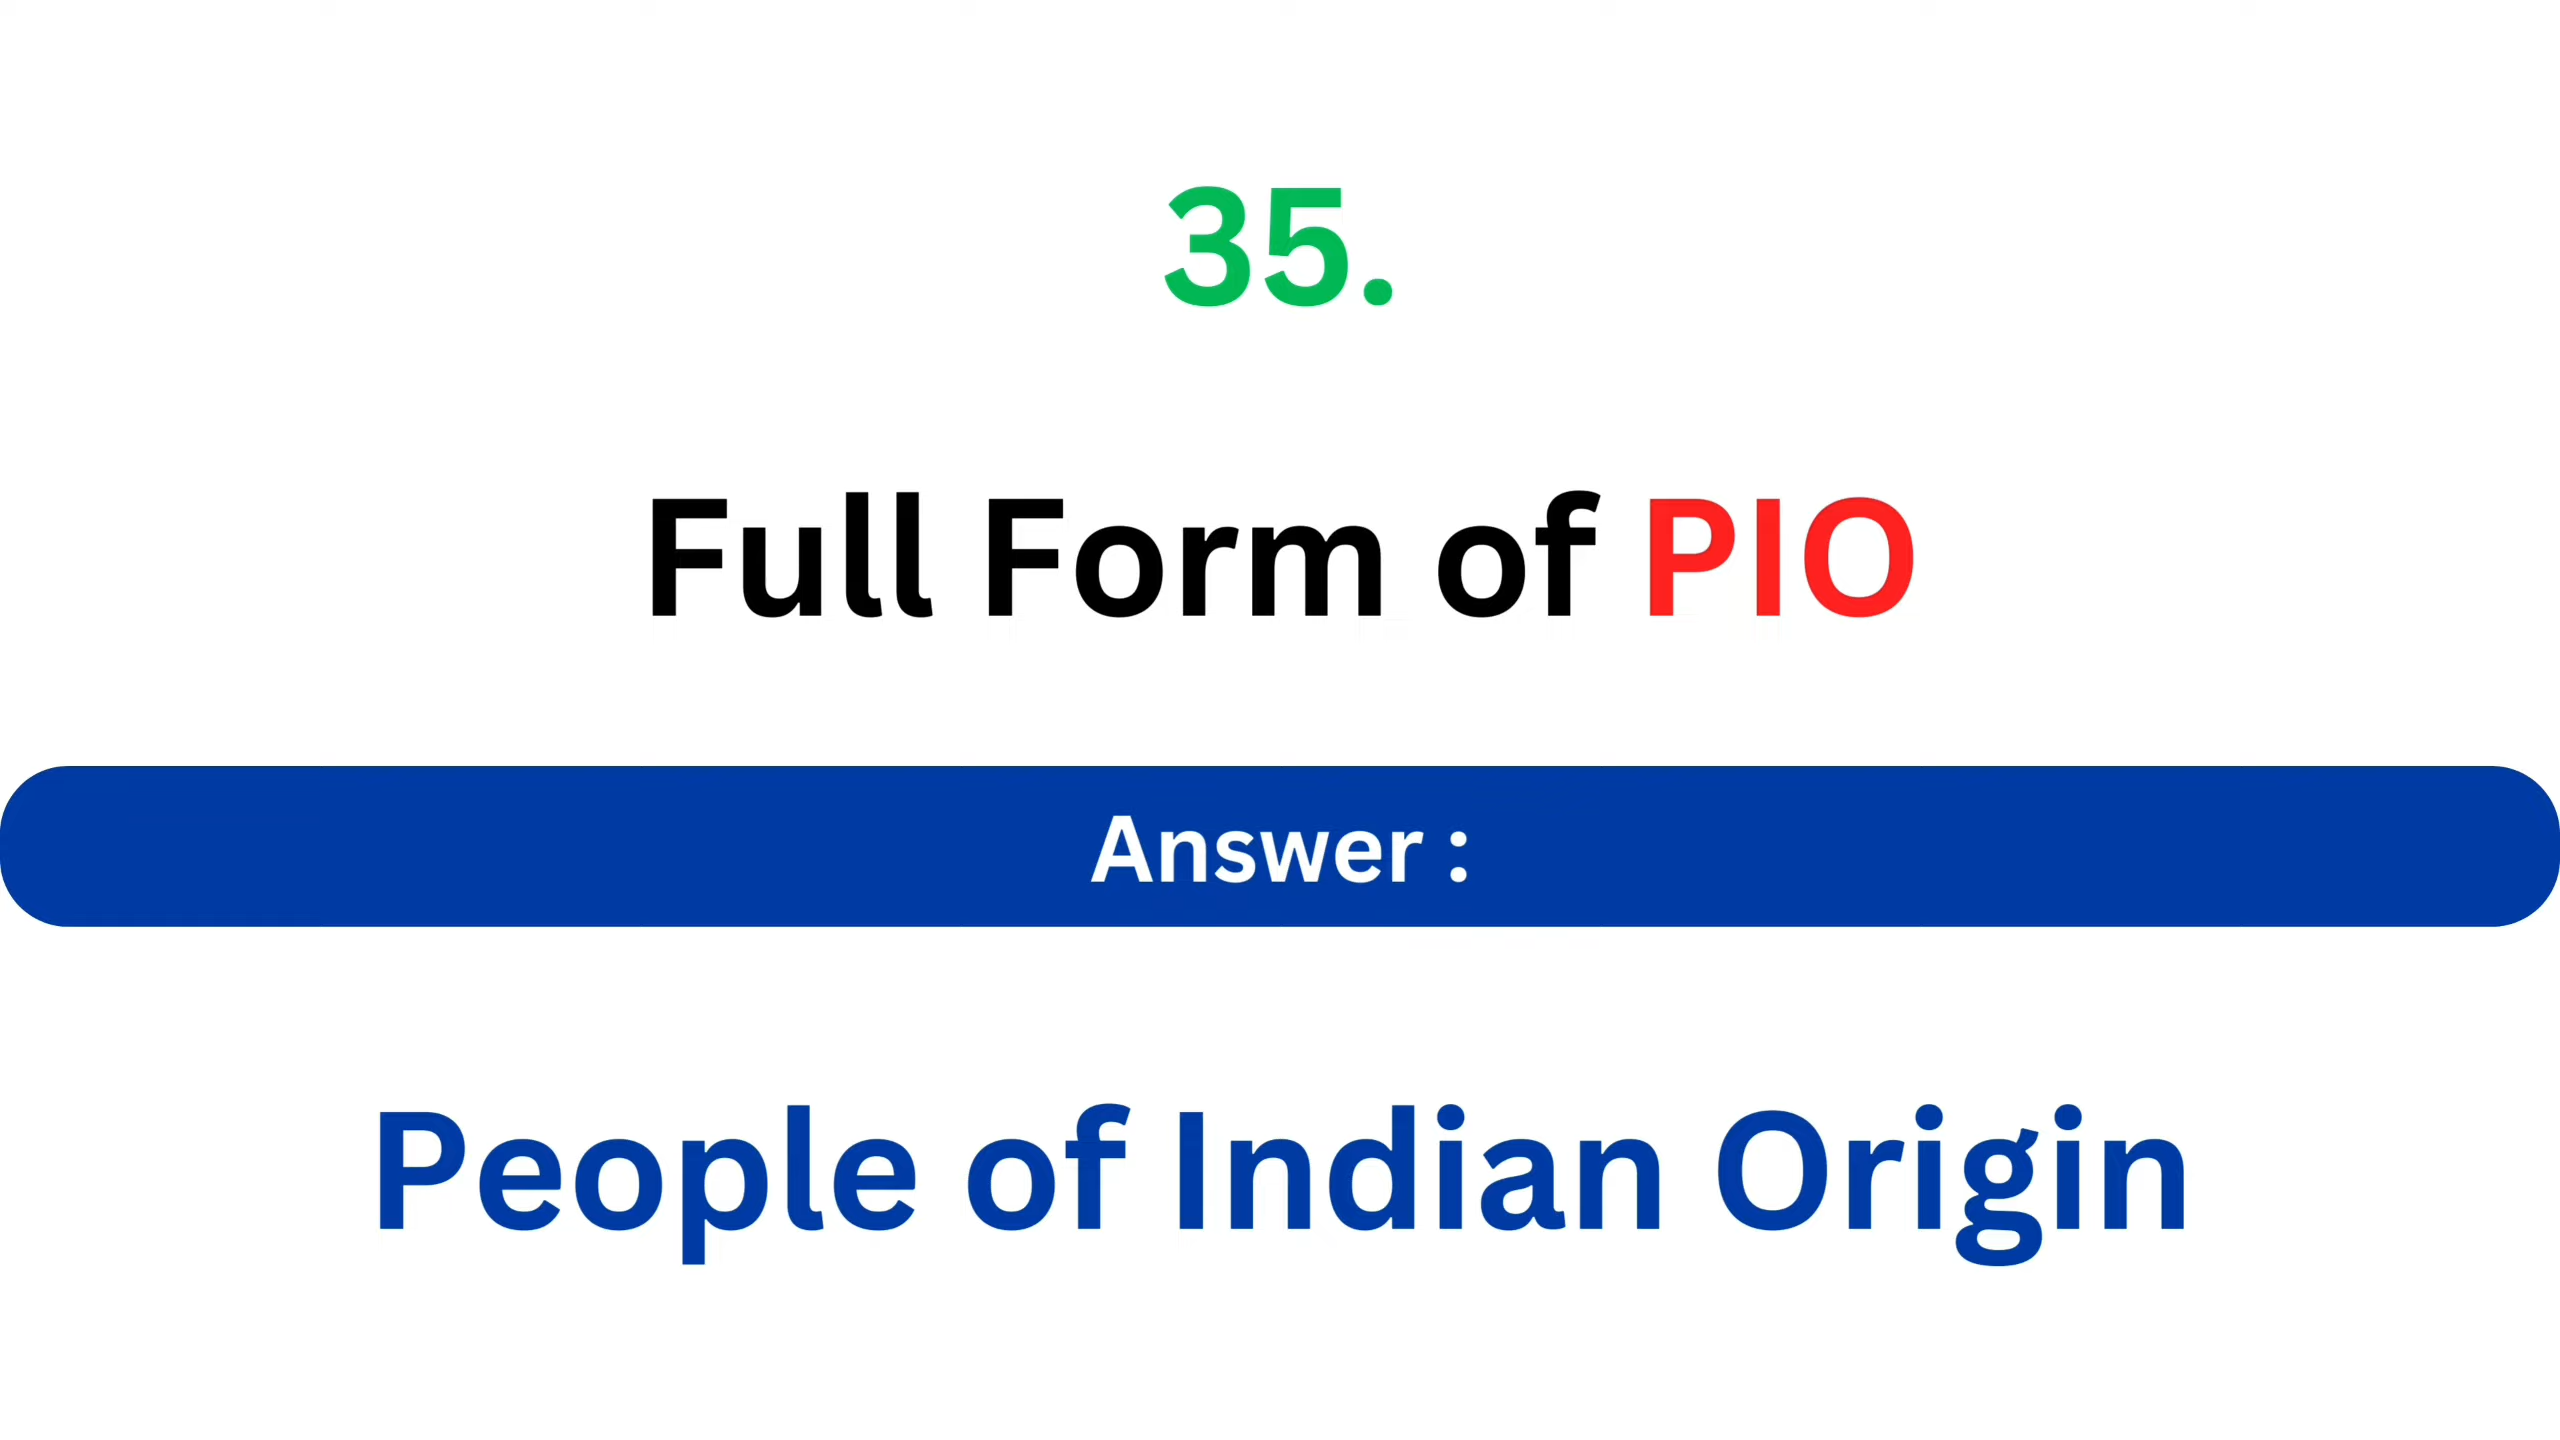 35.
Full Form of PIO
Answer :
People of Indian Origin